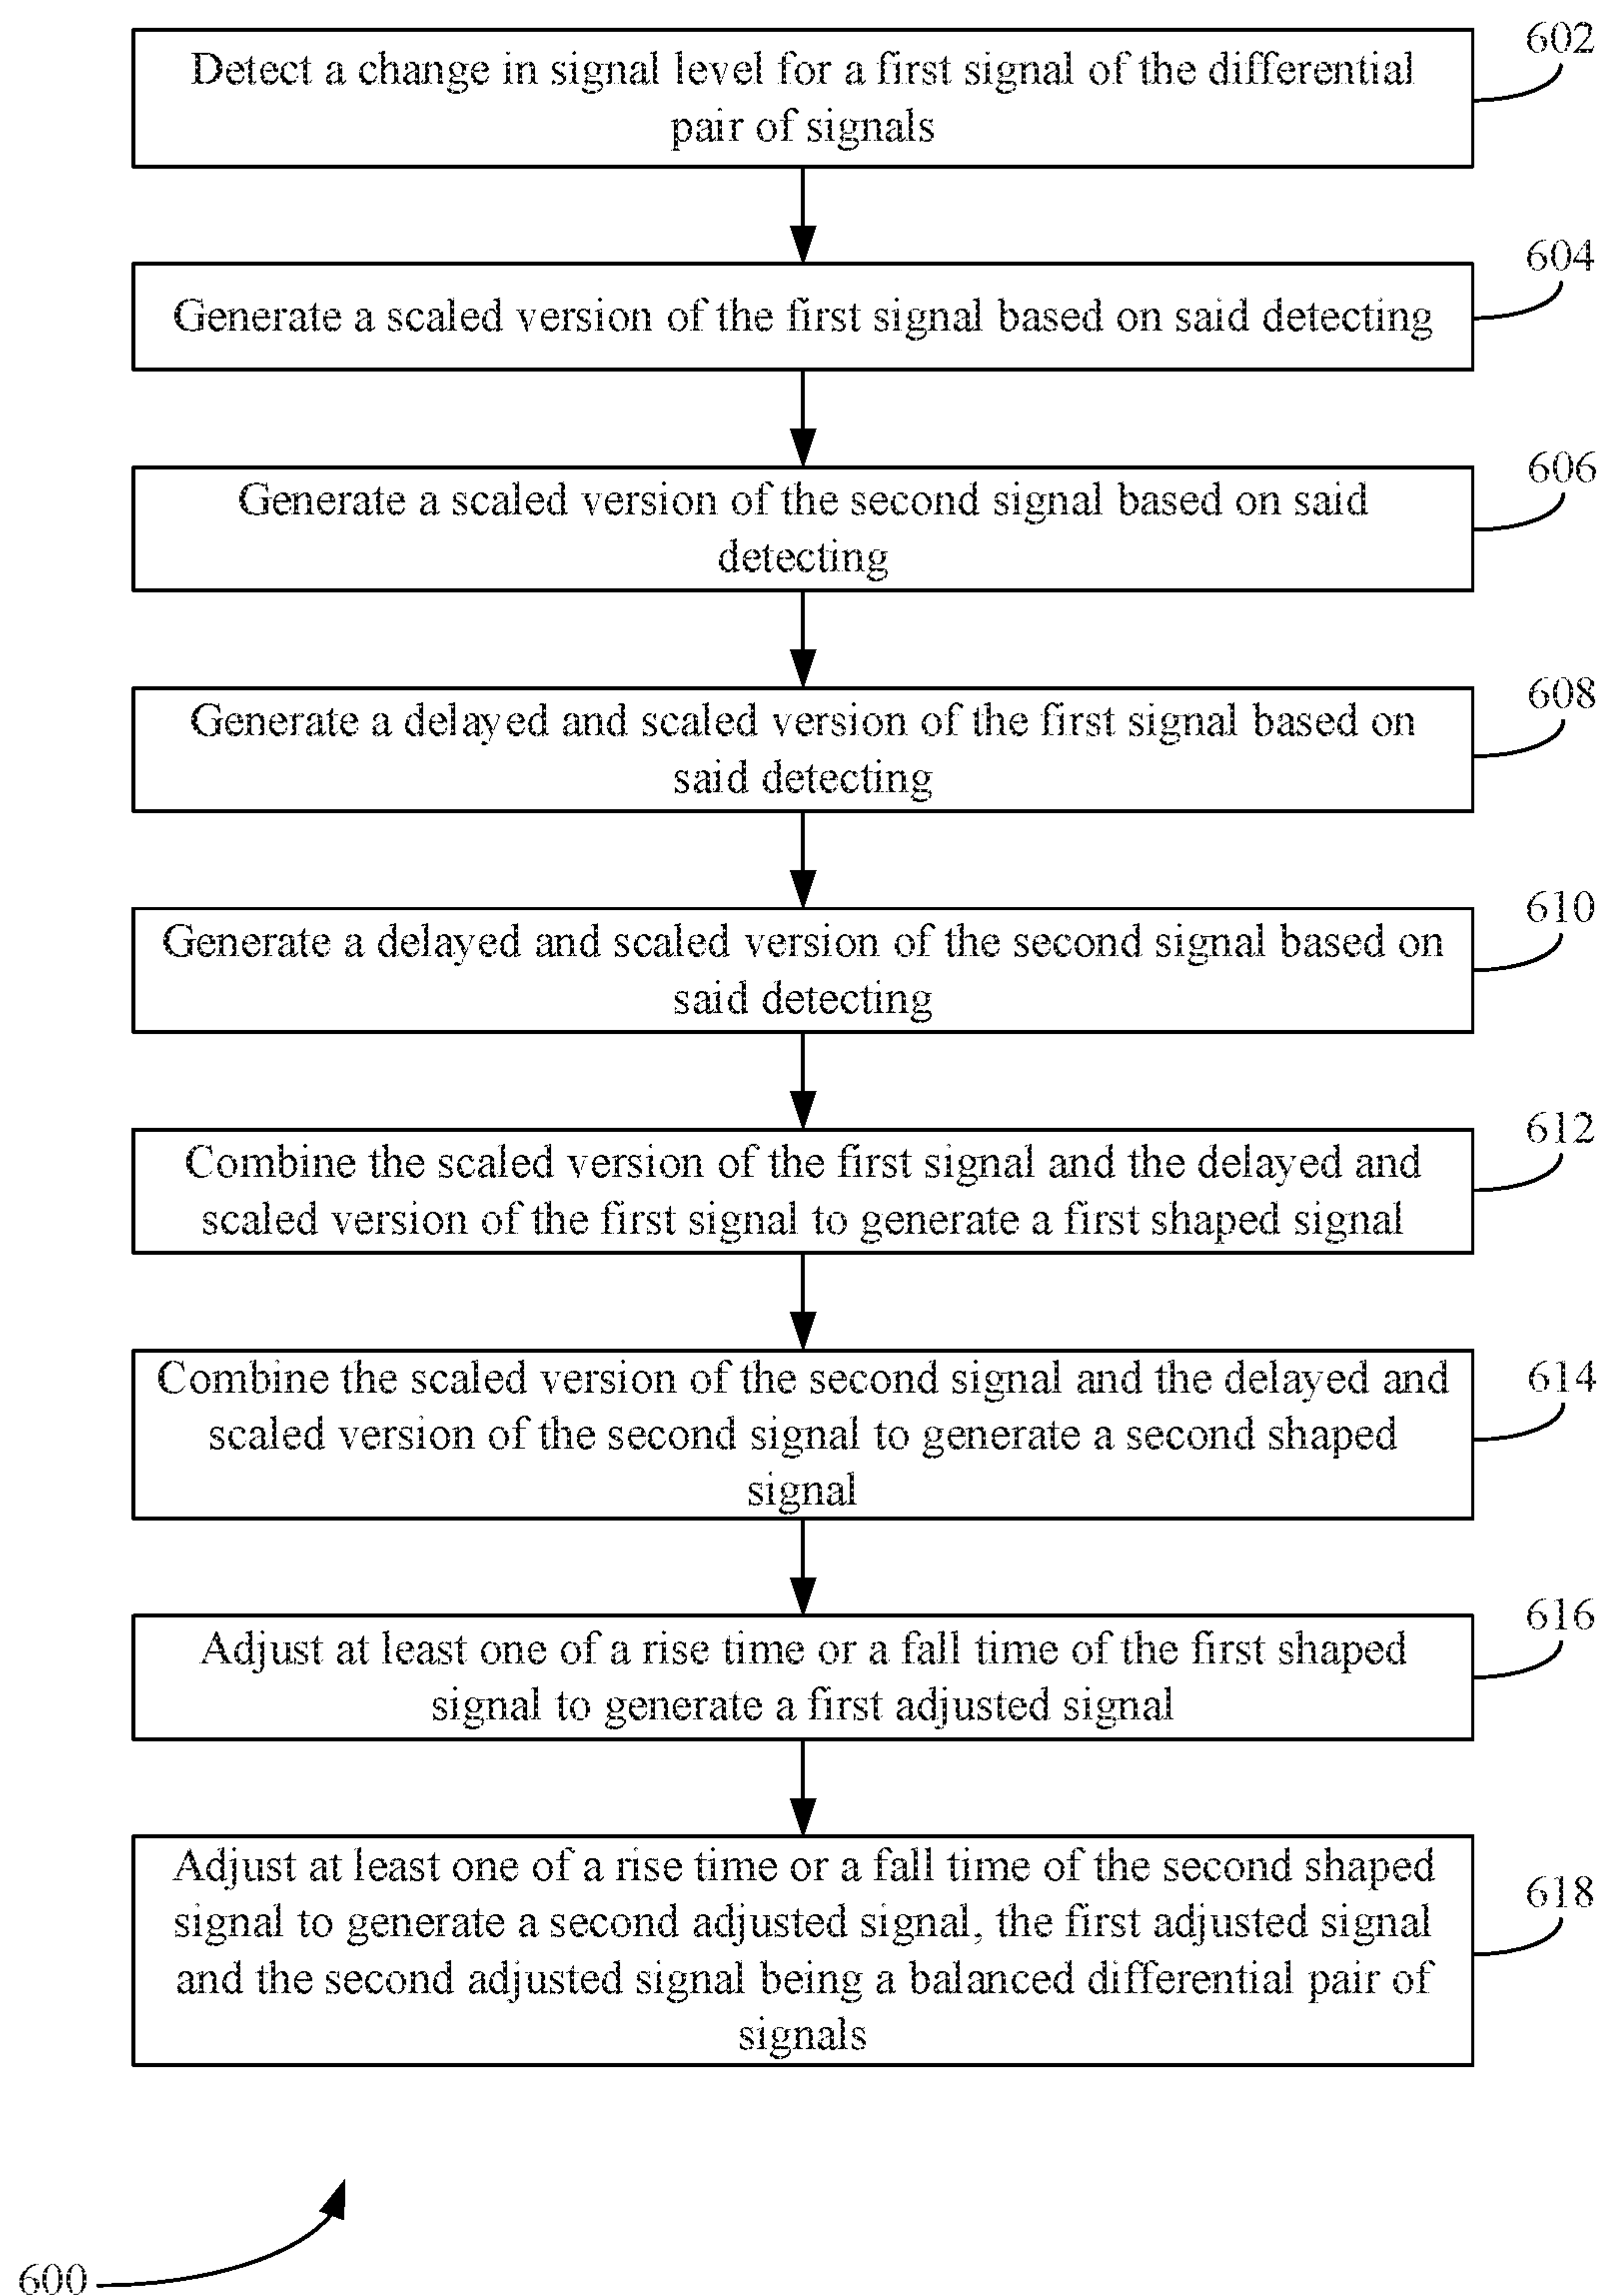 602
Detect a change in signal level for a first signal of the differential
pair of signals
604
Generate a scaled version of the first signal based on said detecting
606
Generate a scaled version of the second signal based on said
detecting
608
Generate a delayed and scaled version of the first signal based on
said detecting
610
Generate a delayed and scaled version of the second signal based on
said detecting
612
Combine the scaled version of the first signal and the delayed and
scaled version of the first signal to generate a first shaped signal
614
Combine the scaled version of the second signal and the delayed and
scaled version of the second signal to generate a second shaped
signal
616
Adjust at least one of a rise time or a fall time of the first shaped
signal to generate a first adjusted signal
618
Adjust at least one of a rise time or a fall time of the second shaped
signal to generate a second adjusted signal, the first adjusted signal
and the second adjusted signal being a balanced differential pair of
signals
600